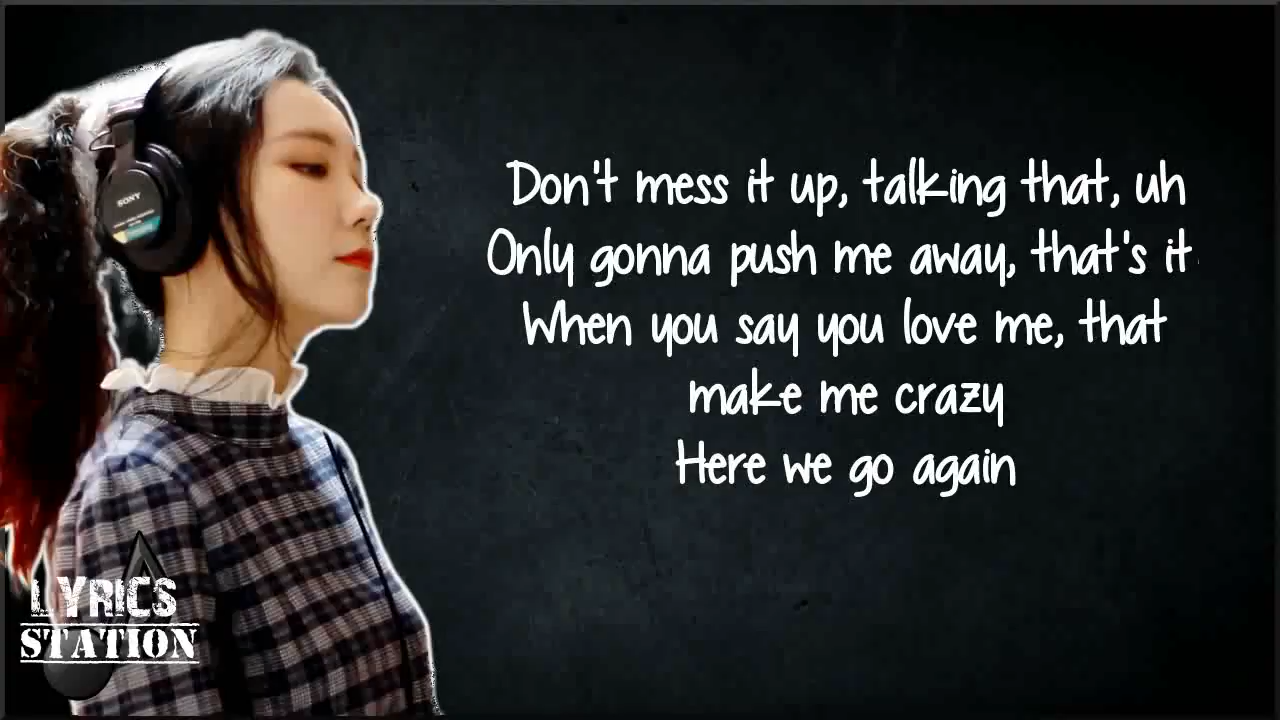 Don't mess it up, talking that, uh
Only gonna push me away, that's it
When you say you love me, that
make me crazy
Here we go again
SONY
LYRICS
STATION